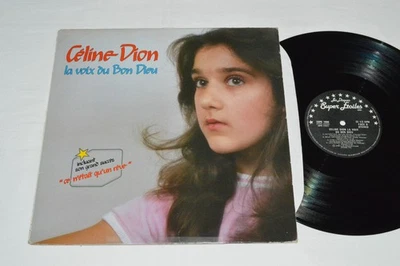 Céline Dion
la voix du Bon Dieu
incluant
son grand succès
"ce n'était qu'un rêve"
Super Étoiles